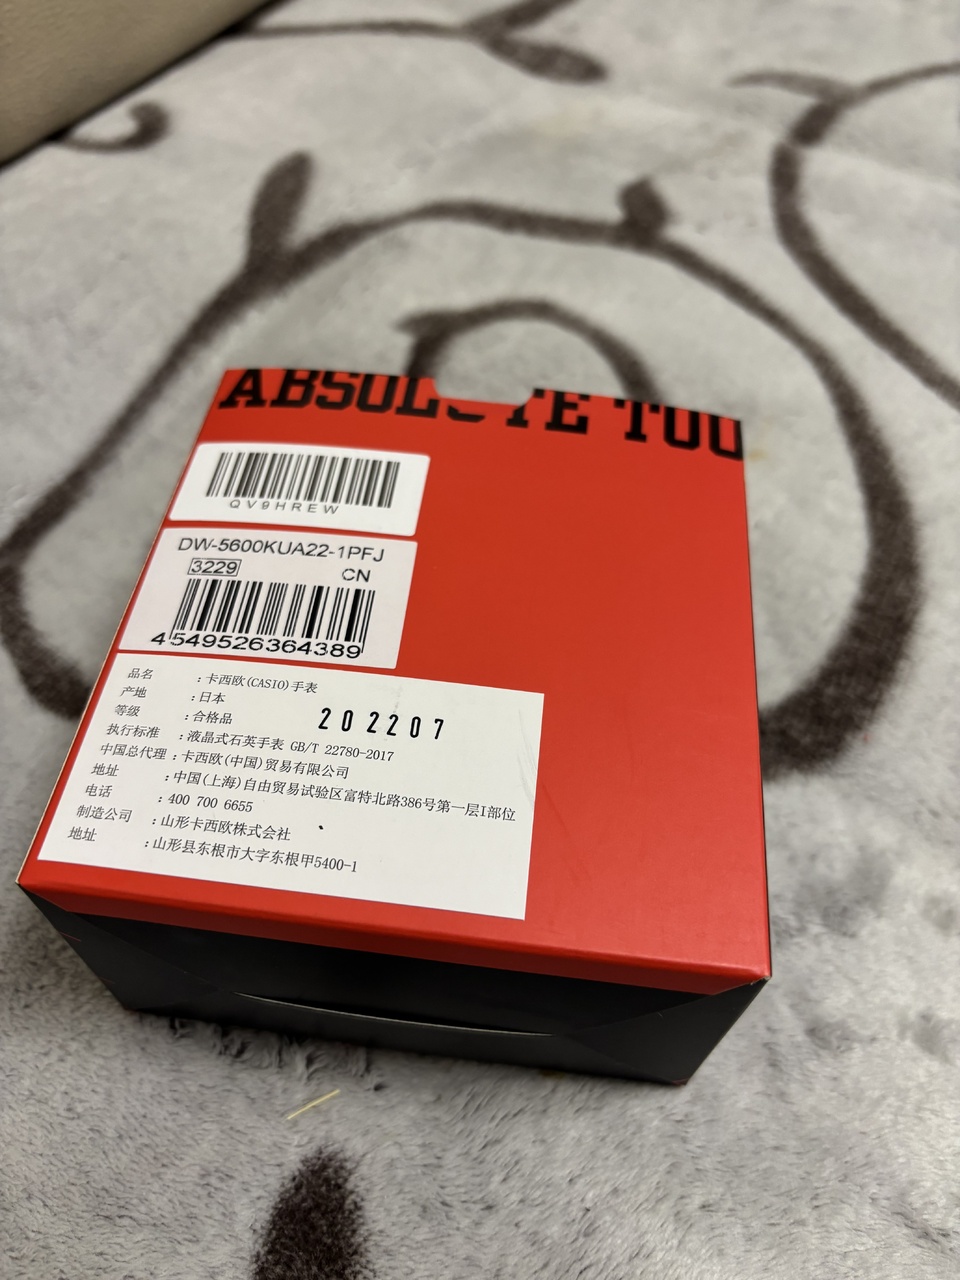 ABSOLUTE TOU
QV9HREW
DW-5600KUA22-1PFJ
3229 CN
4549526364389
品名 : 卡西欧(CASIO)手表
产地 : 日本
等级 : 合格品
202207
执行标准 : 液晶式石英手表 GB/T 22780-2017
中国总代理 : 卡西欧(中国)贸易有限公司
地址 : 中国(上海)自由贸易试验区富特北路386号第一层I部位
电话 : 400 700 6655
制造公司 : 山形卡西欧株式会社
地址 : 山形县东根市大字东根甲5400-1